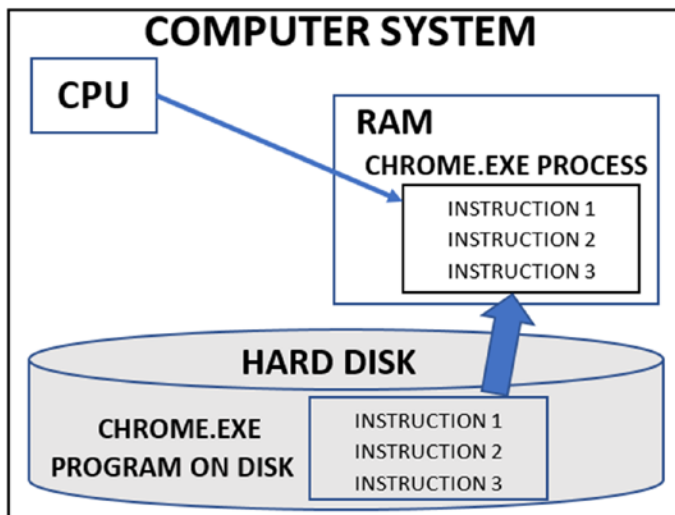 COMPUTER SYSTEM
CPU
RAM
CHROME.EXE PROCESS
INSTRUCTION 1
INSTRUCTION 2
INSTRUCTION 3
HARD DISK
CHROME.EXE
PROGRAM ON DISK
INSTRUCTION 1
INSTRUCTION 2
INSTRUCTION 3